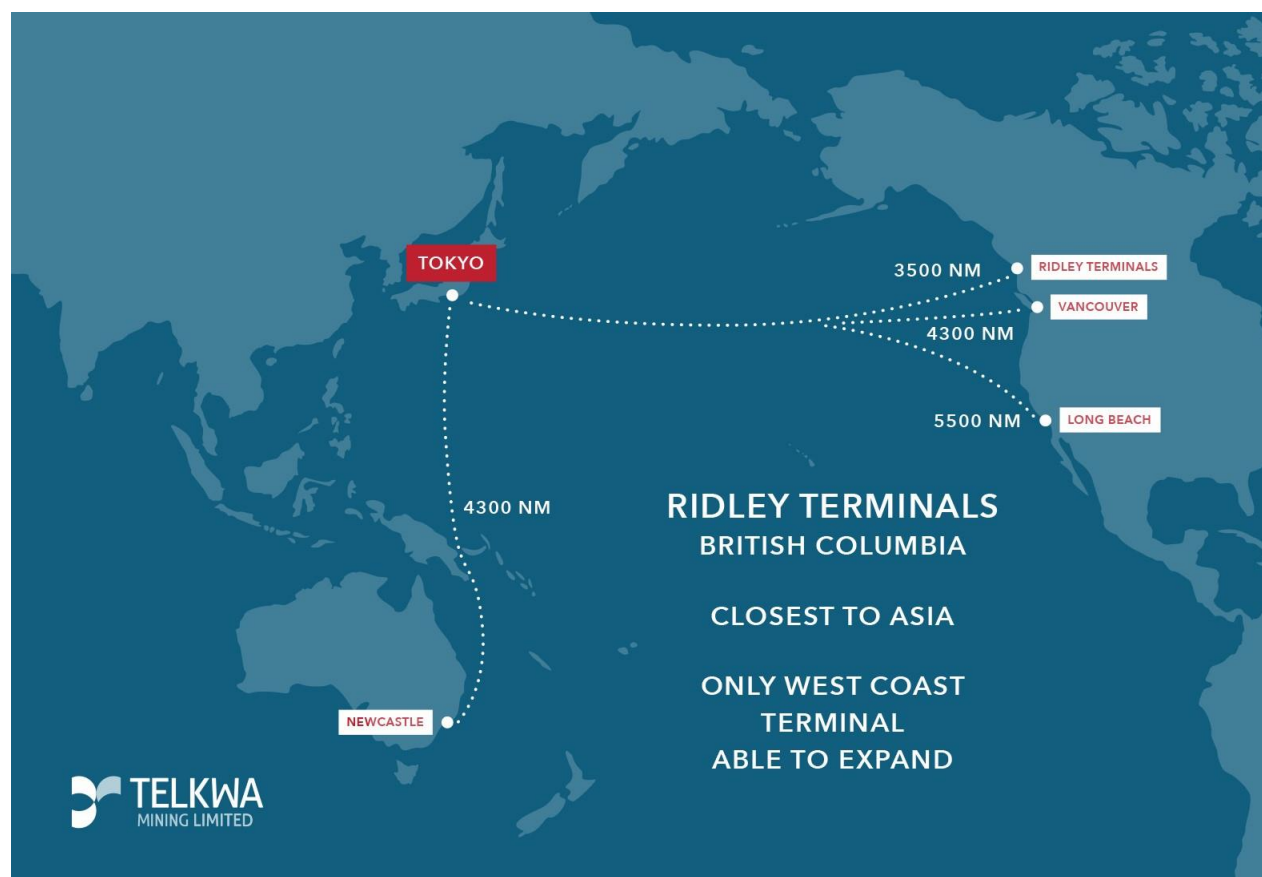 TOKYO
3500 NM
RIDLEY TERMINALS
VANCOUVER
4300 NM
5500 NM
LONG BEACH
4300 NM
NEWCASTLE
RIDLEY TERMINALS
BRITISH COLUMBIA
CLOSEST TO ASIA
ONLY WEST COAST
TERMINAL
ABLE TO EXPAND
TELKWA
MINING LIMITED